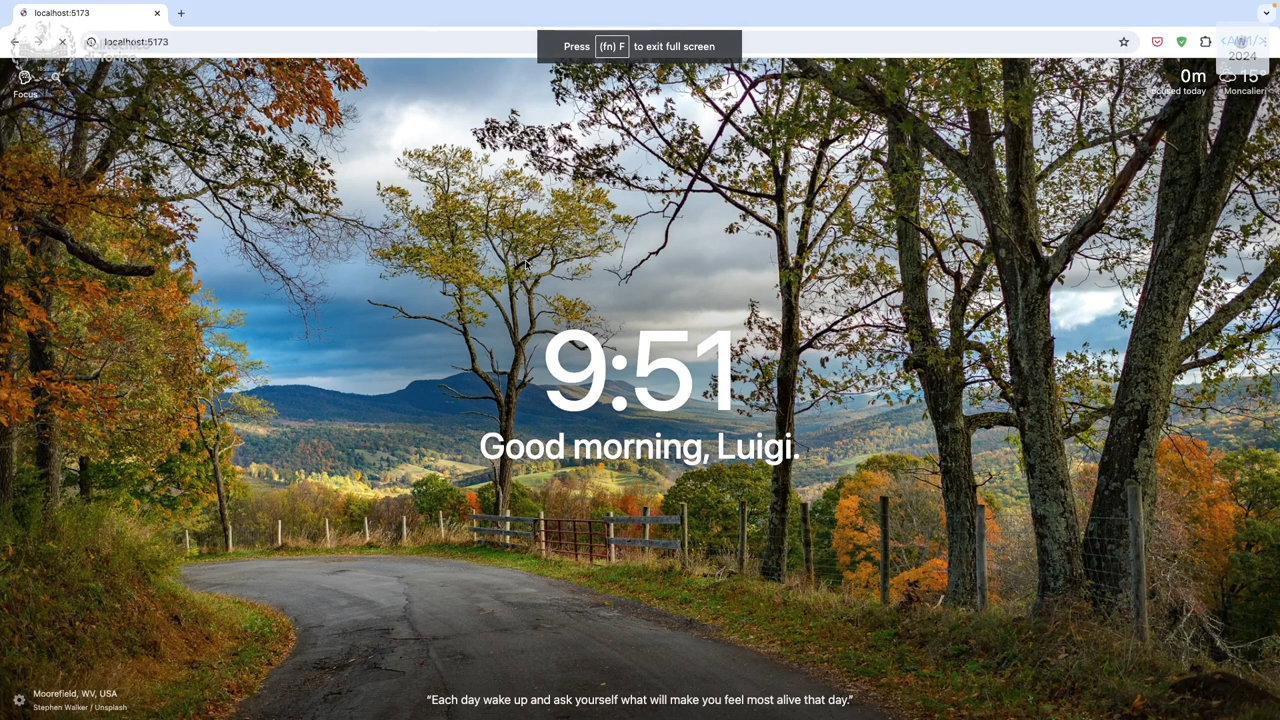 localhost:5173
localhost:5173
Press (fn) F to exit full screen
2024
Focus
0m
15°
Focused today
Moncalieri
9:51
Good morning, Luigi.
Moorefield, WV, USA
Stephen Walker / Unsplash
“Each day wake up and ask yourself what will make you feel most alive that day.”